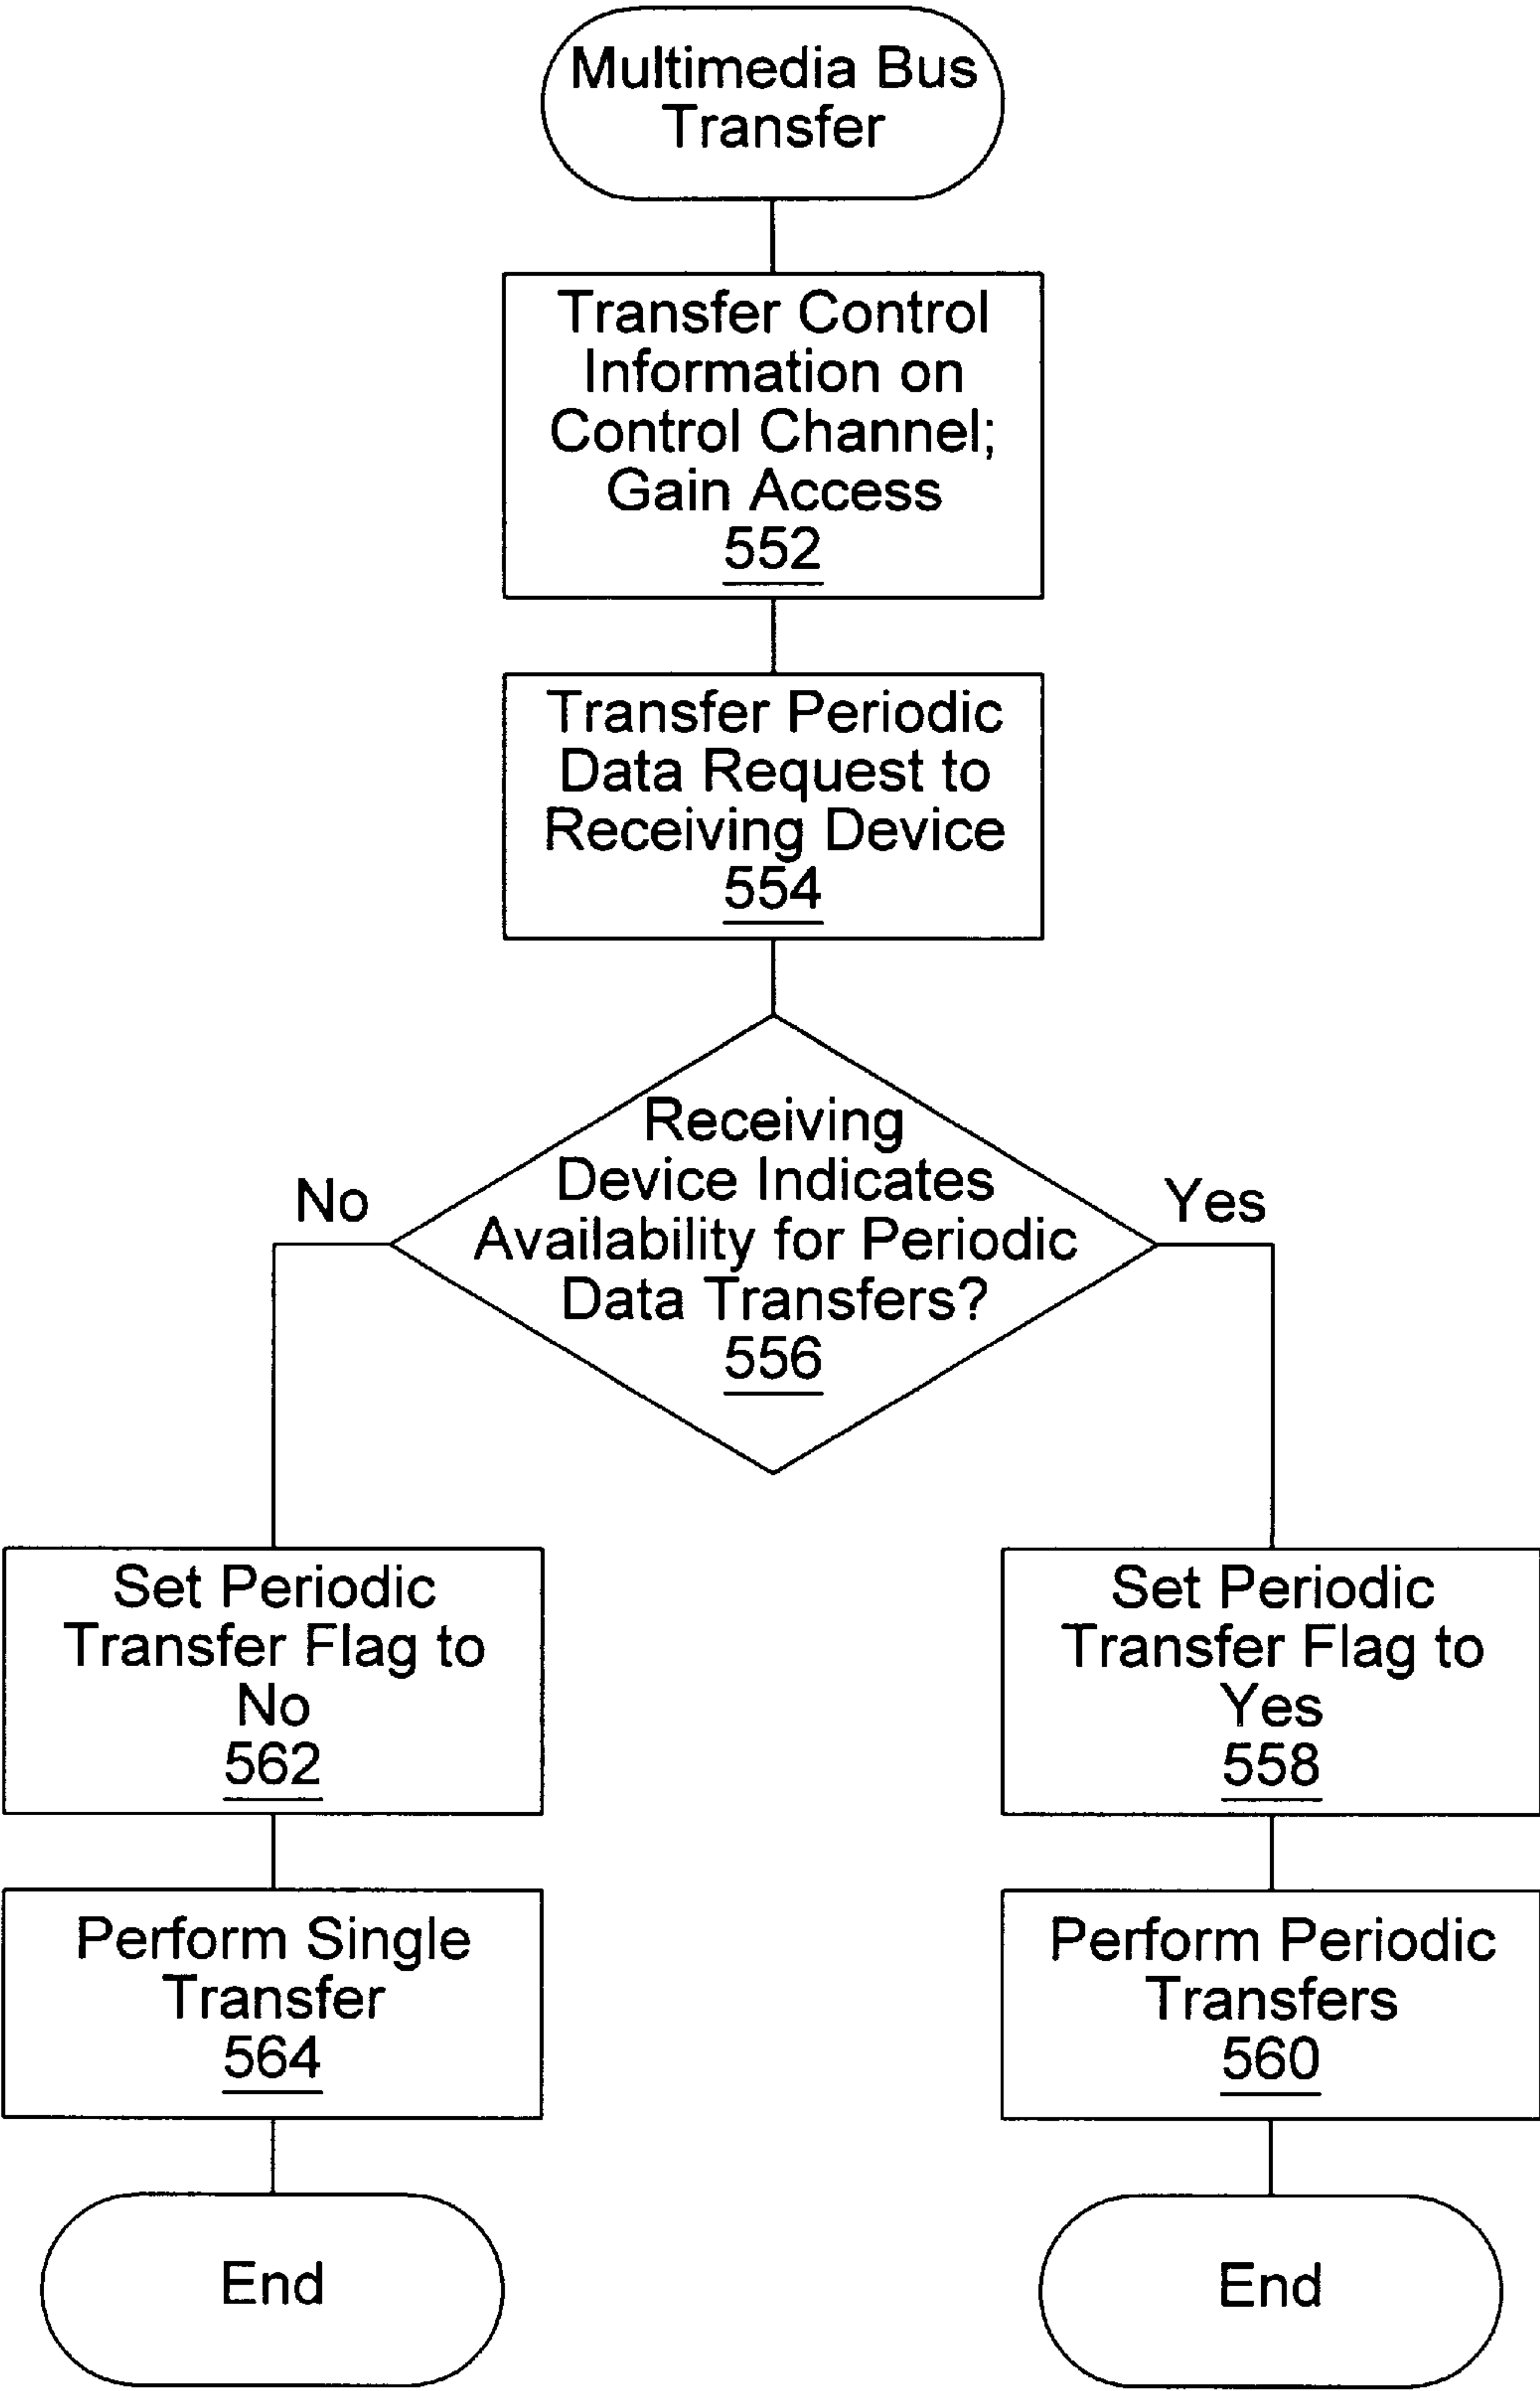 Multimedia Bus
Transfer
Transfer Control
Information on
Control Channel;
Gain Access
552
Transfer Periodic
Data Request to
Receiving Device
554
Receiving
Device Indicates
Availability for Periodic
Data Transfers?
556
No
Yes
Set Periodic
Transfer Flag to
No
562
Set Periodic
Transfer Flag to
Yes
558
Perform Single
Transfer
564
Perform Periodic
Transfers
560
End
End